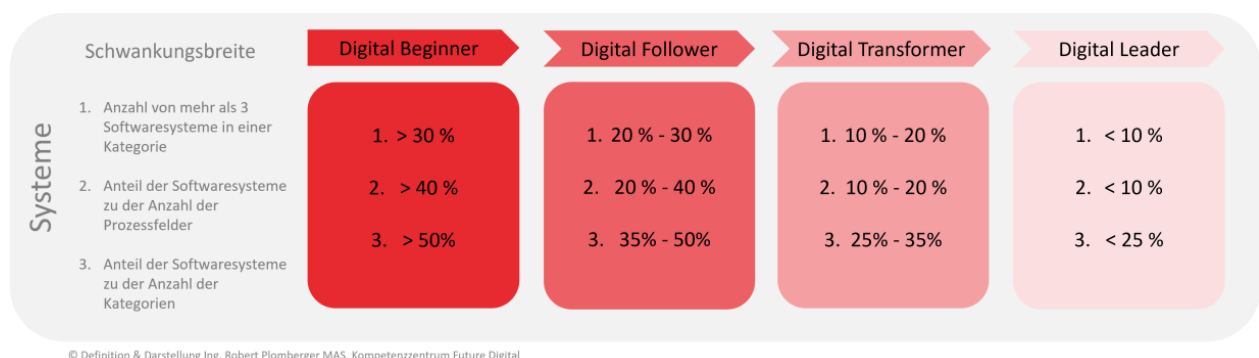 Schwankungsbreite
Digital Beginner
Digital Follower
Digital Transformer
Digital Leader
Systeme
1. Anzahl von mehr als 3
Softwaresysteme in einer
Kategorie
2. Anteil der Softwaresysteme
zu der Anzahl der
Prozessfelder
3. Anteil der Softwaresysteme
zu der Anzahl der
Kategorien
1. > 30 %
2. > 40 %
3. > 50%
1. 20 % - 30 %
2. 20 % - 40 %
3. 35% - 50%
1. 10 % - 20 %
2. 10 % - 20 %
3. 25% - 35%
1. < 10 %
2. < 10 %
3. < 25 %
© Definition & Darstellung Ing. Robert Plomberger MAS, Kompetenzzentrum Future Digital